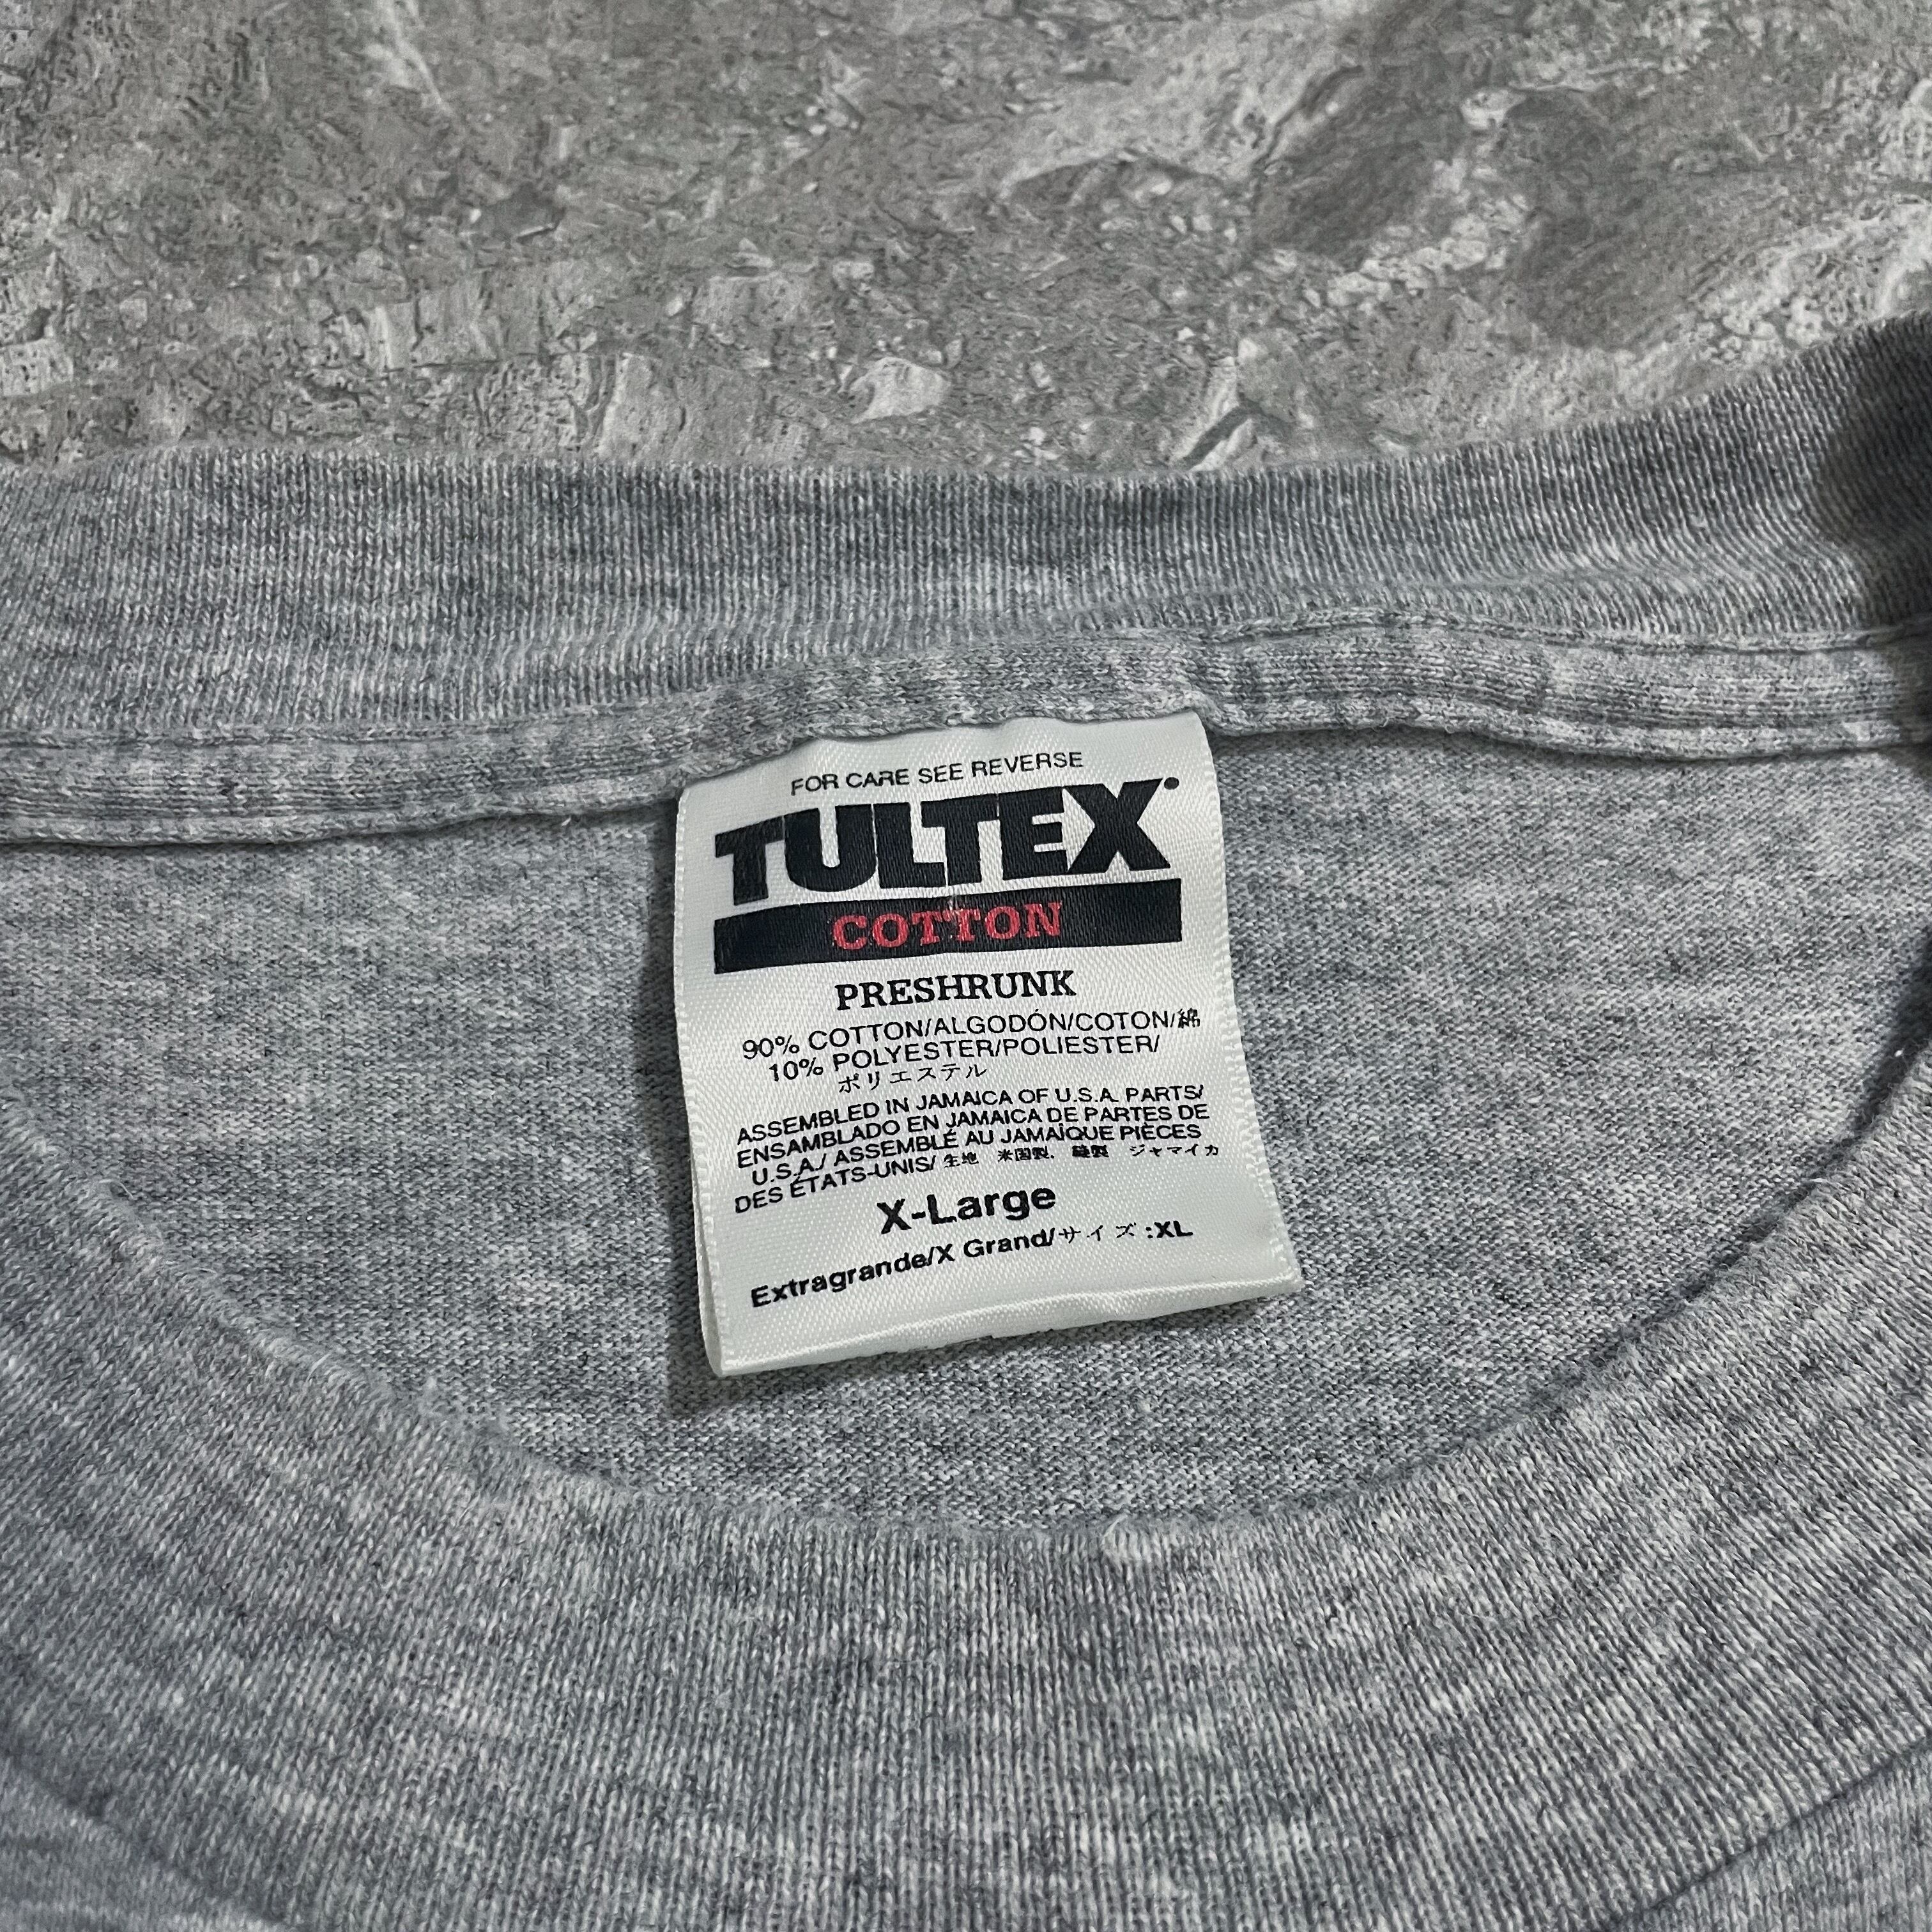 FOR CARE SEE REVERSE
TULTEX
COTTON
PRESHRUNK
90% COTTON/ALGODÓN/COTON/綿
10% POLYESTER/POLIESTER/
ポリエステル
ASSEMBLED IN JAMAICA OF U.S.A. PARTS/
ENSAMBLADO EN JAMAICA DE PARTES DE
U.S.A./ ASSEMBLÉ AU JAMAÏQUE PIÈCES
DES ÉTATS-UNIS/ 生地 米国製、縫製 ジャマイカ
X-Large
Extragrande/X Grand/サイズ :XL